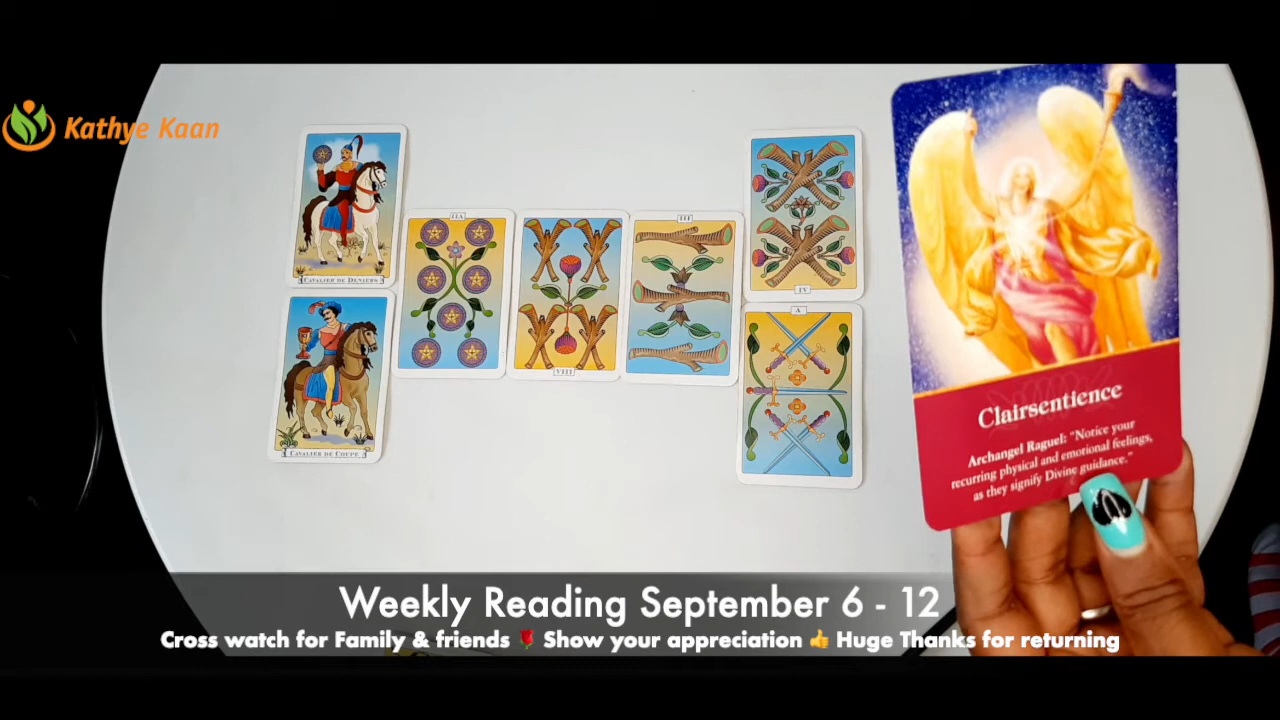 Kathye Kaan
CAVALIER DE DENIERS
VII
VIII
III
IV
CAVALIER DE COUPE
A
Clairsentience
Archangel Raguel: "Notice your
recurring physical and emotional feelings,
as they signify Divine guidance."
Weekly Reading September 6 - 12
Cross watch for Family & friends 🌹 Show your appreciation 👍 Huge Thanks for returning